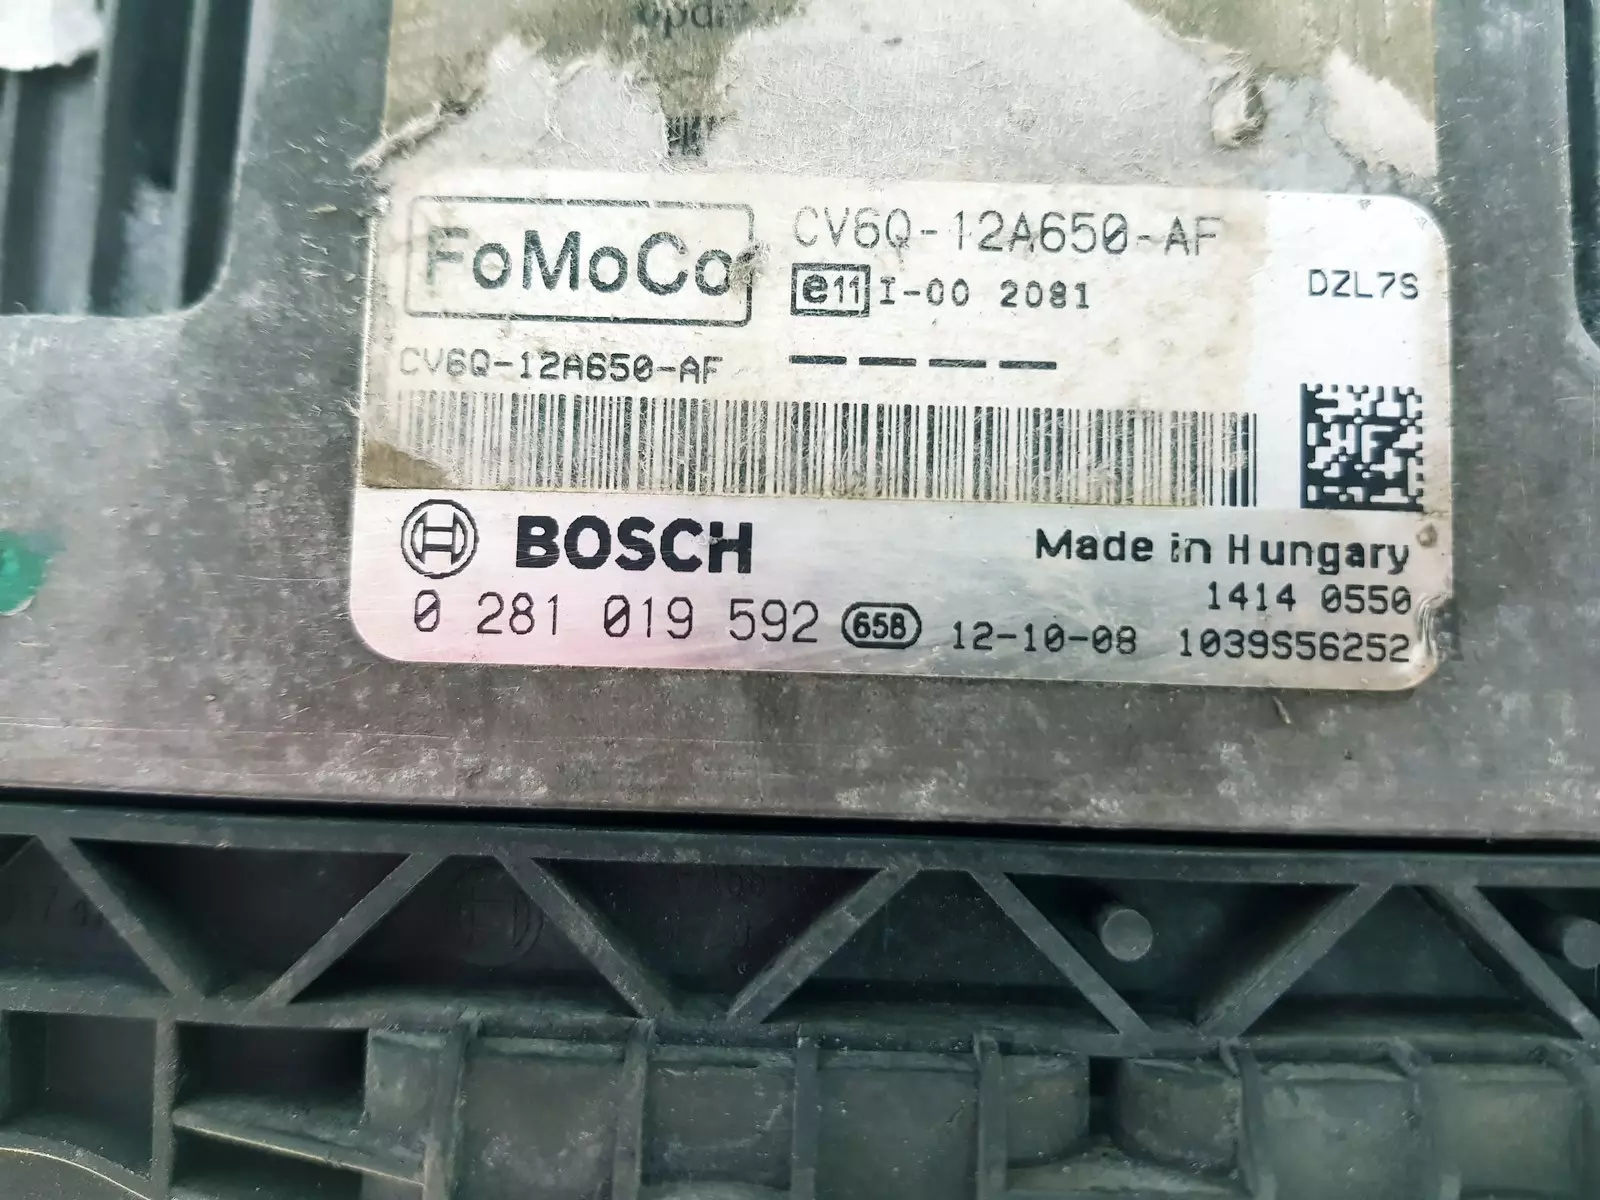 FoMoCo
CV6Q-12A650-AF
e11 I-00 2081
DZL7S
CV6Q-12A650-AF
BOSCH
Made in Hungary
1414 0550
0 281 019 592 658 12-10-08 1039S56252